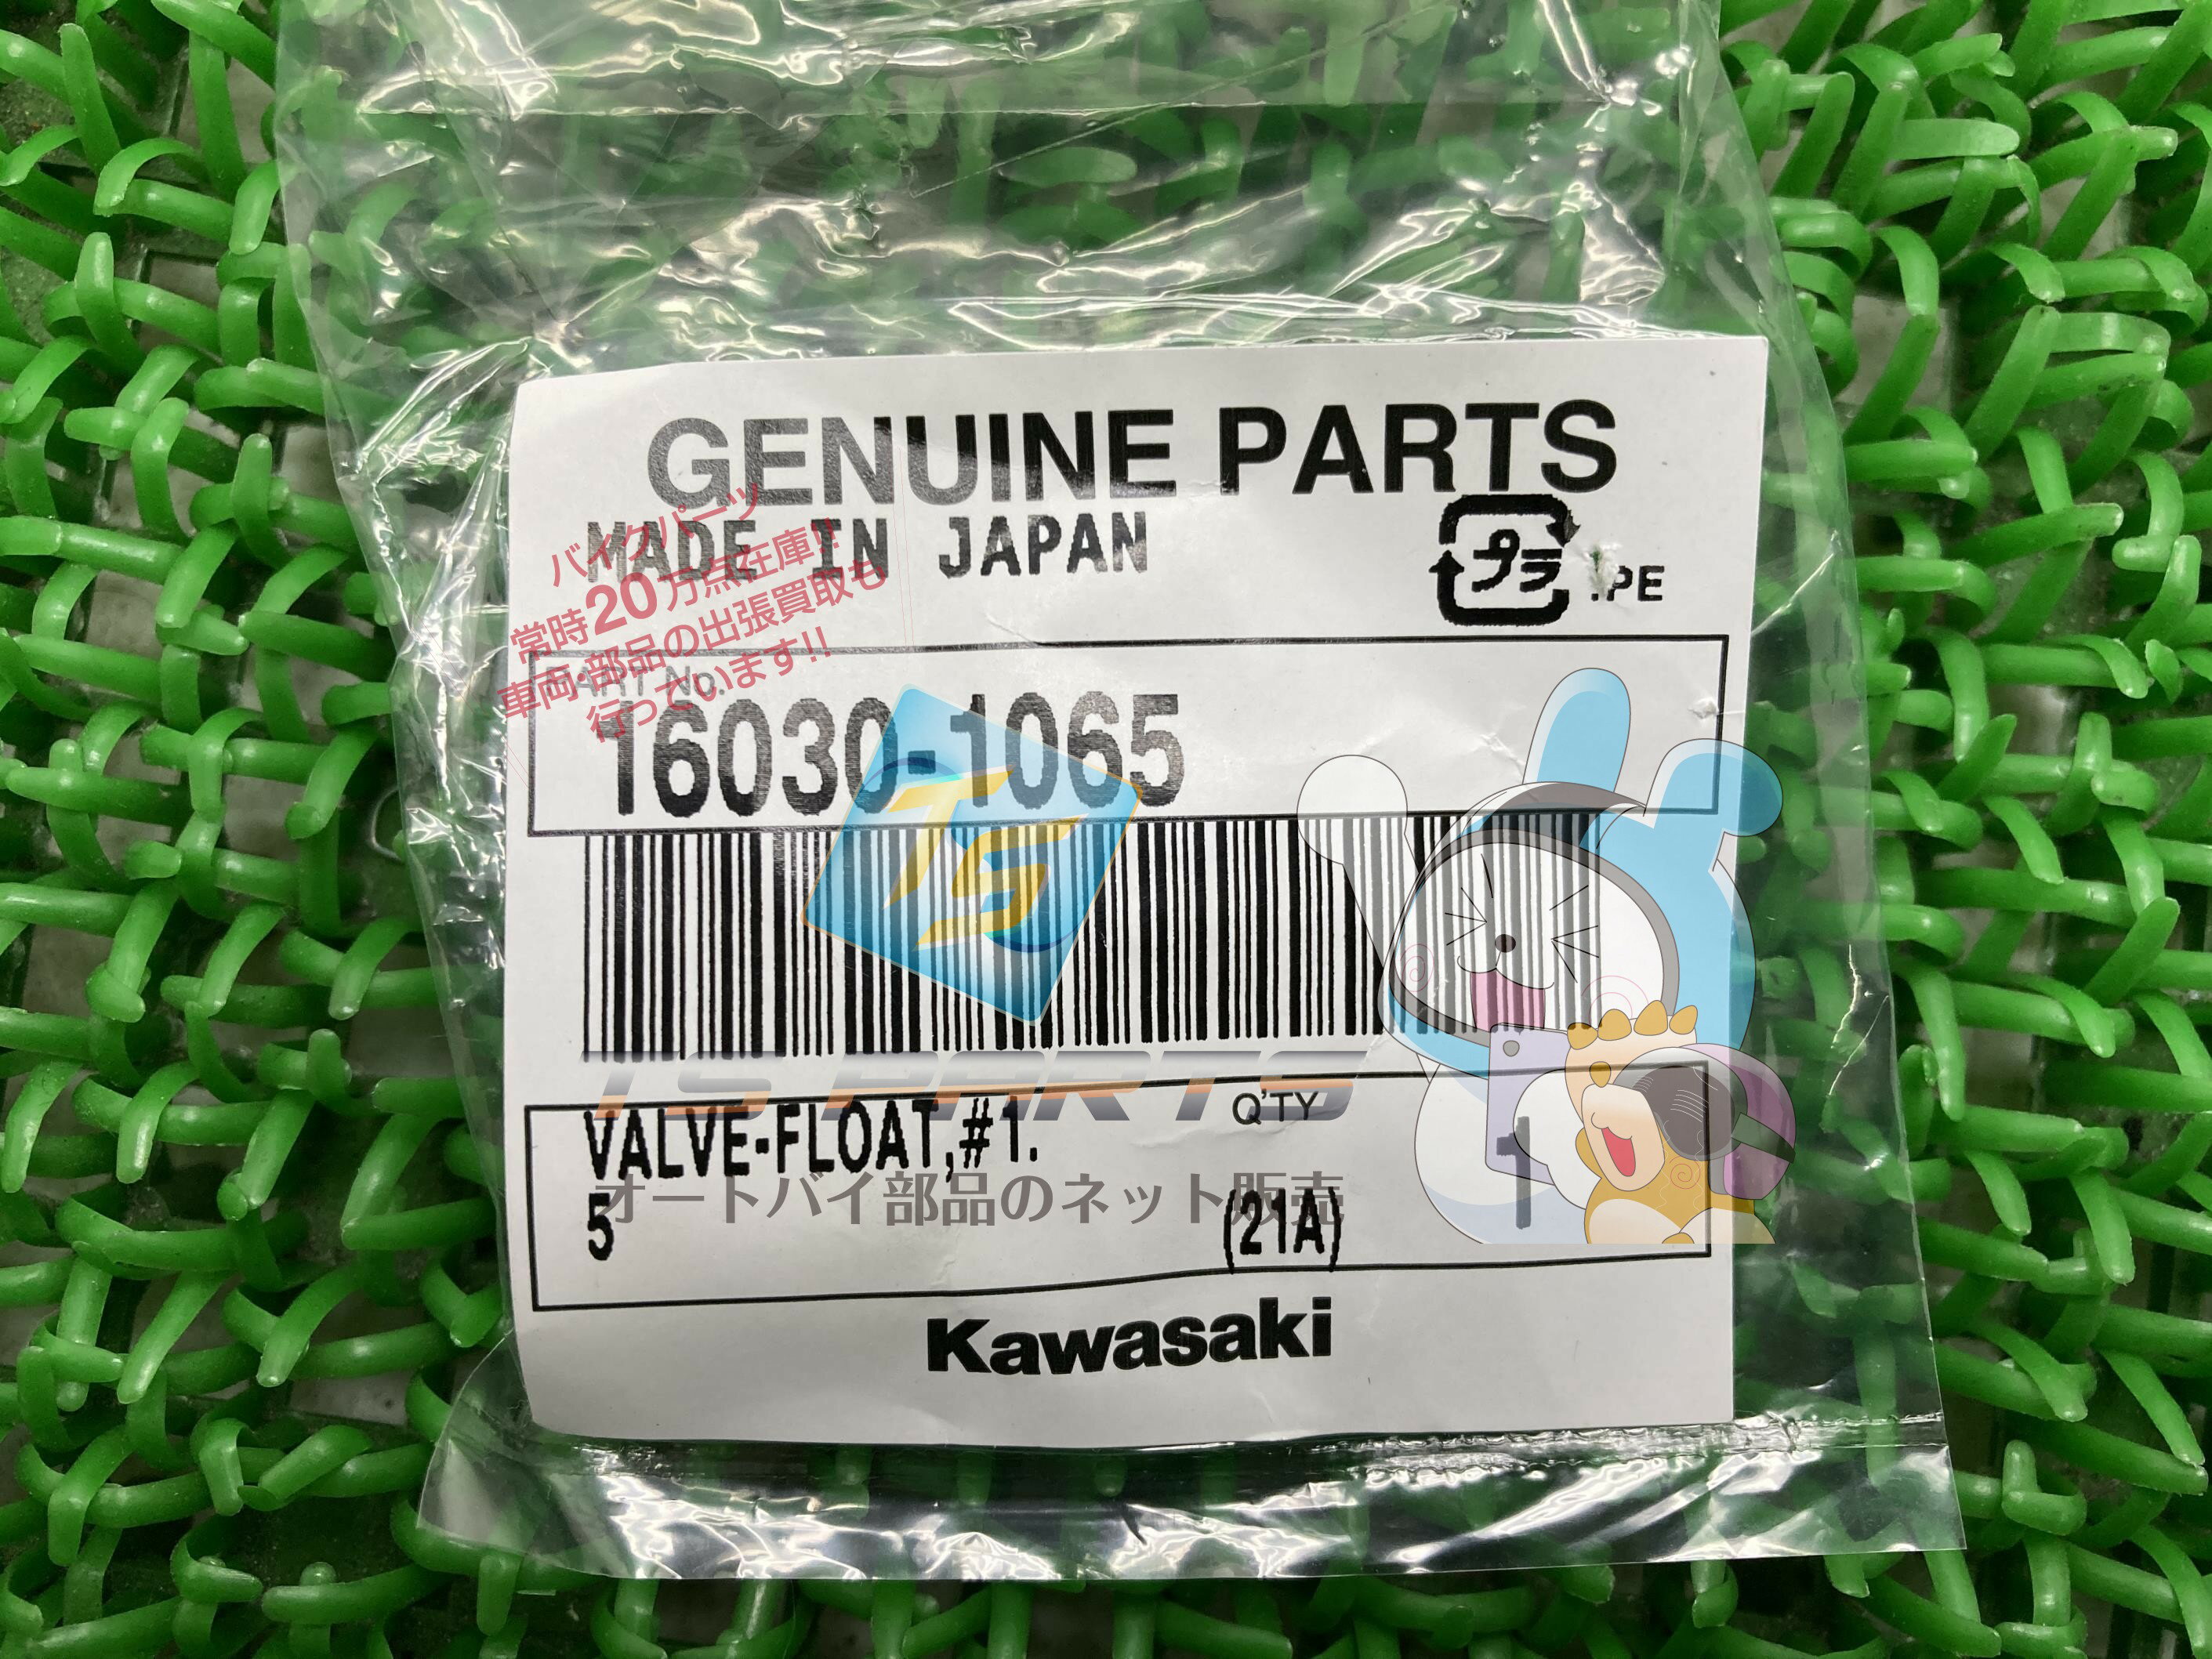 GENUINE PARTS
MADE IN JAPAN
プラ
PE
バイクパーツ
常時20万点在庫!!
車両・部品の出張買取も
行っています!!
PART No.
16030-1065
TS
TS PARTS
VALVE-FLOAT,#1.
Q'TY
1
オートバイ部品のネット販売
5
(21A)
Kawasaki